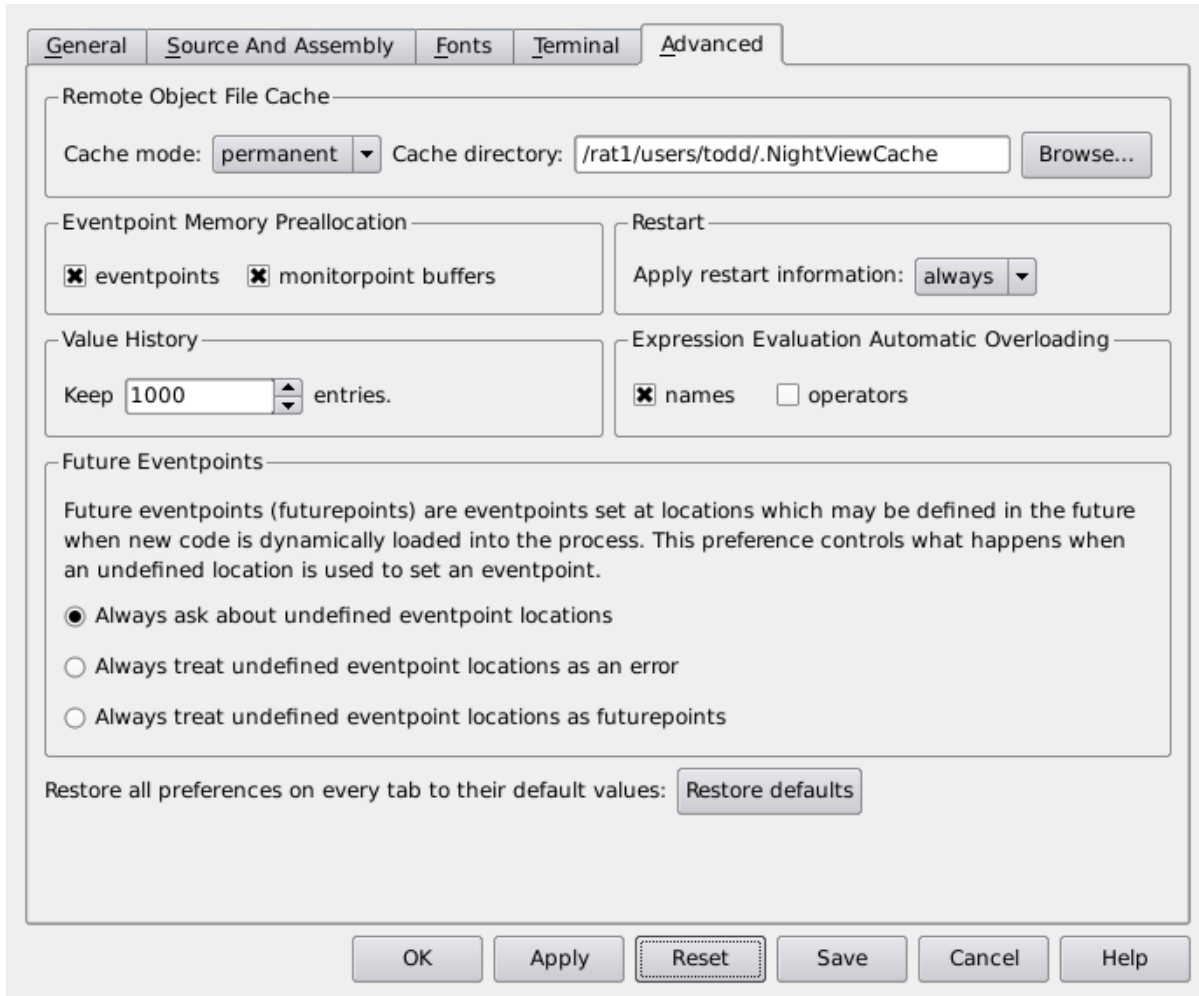 General Source And Assembly Fonts Terminal Advanced
Remote Object File Cache
Cache mode: permanent Cache directory: /rat1/users/todd/.NightViewCache Browse...
Eventpoint Memory Preallocation
eventpoints monitorpoint buffers
Restart
Apply restart information: always
Value History
Keep 1000 entries.
Expression Evaluation Automatic Overloading
names operators
Future Eventpoints
Future eventpoints (futurepoints) are eventpoints set at locations which may be defined in the future
when new code is dynamically loaded into the process. This preference controls what happens when
an undefined location is used to set an eventpoint.
Always ask about undefined eventpoint locations
Always treat undefined eventpoint locations as an error
Always treat undefined eventpoint locations as futurepoints
Restore all preferences on every tab to their default values: Restore defaults
OK Apply Reset Save Cancel Help